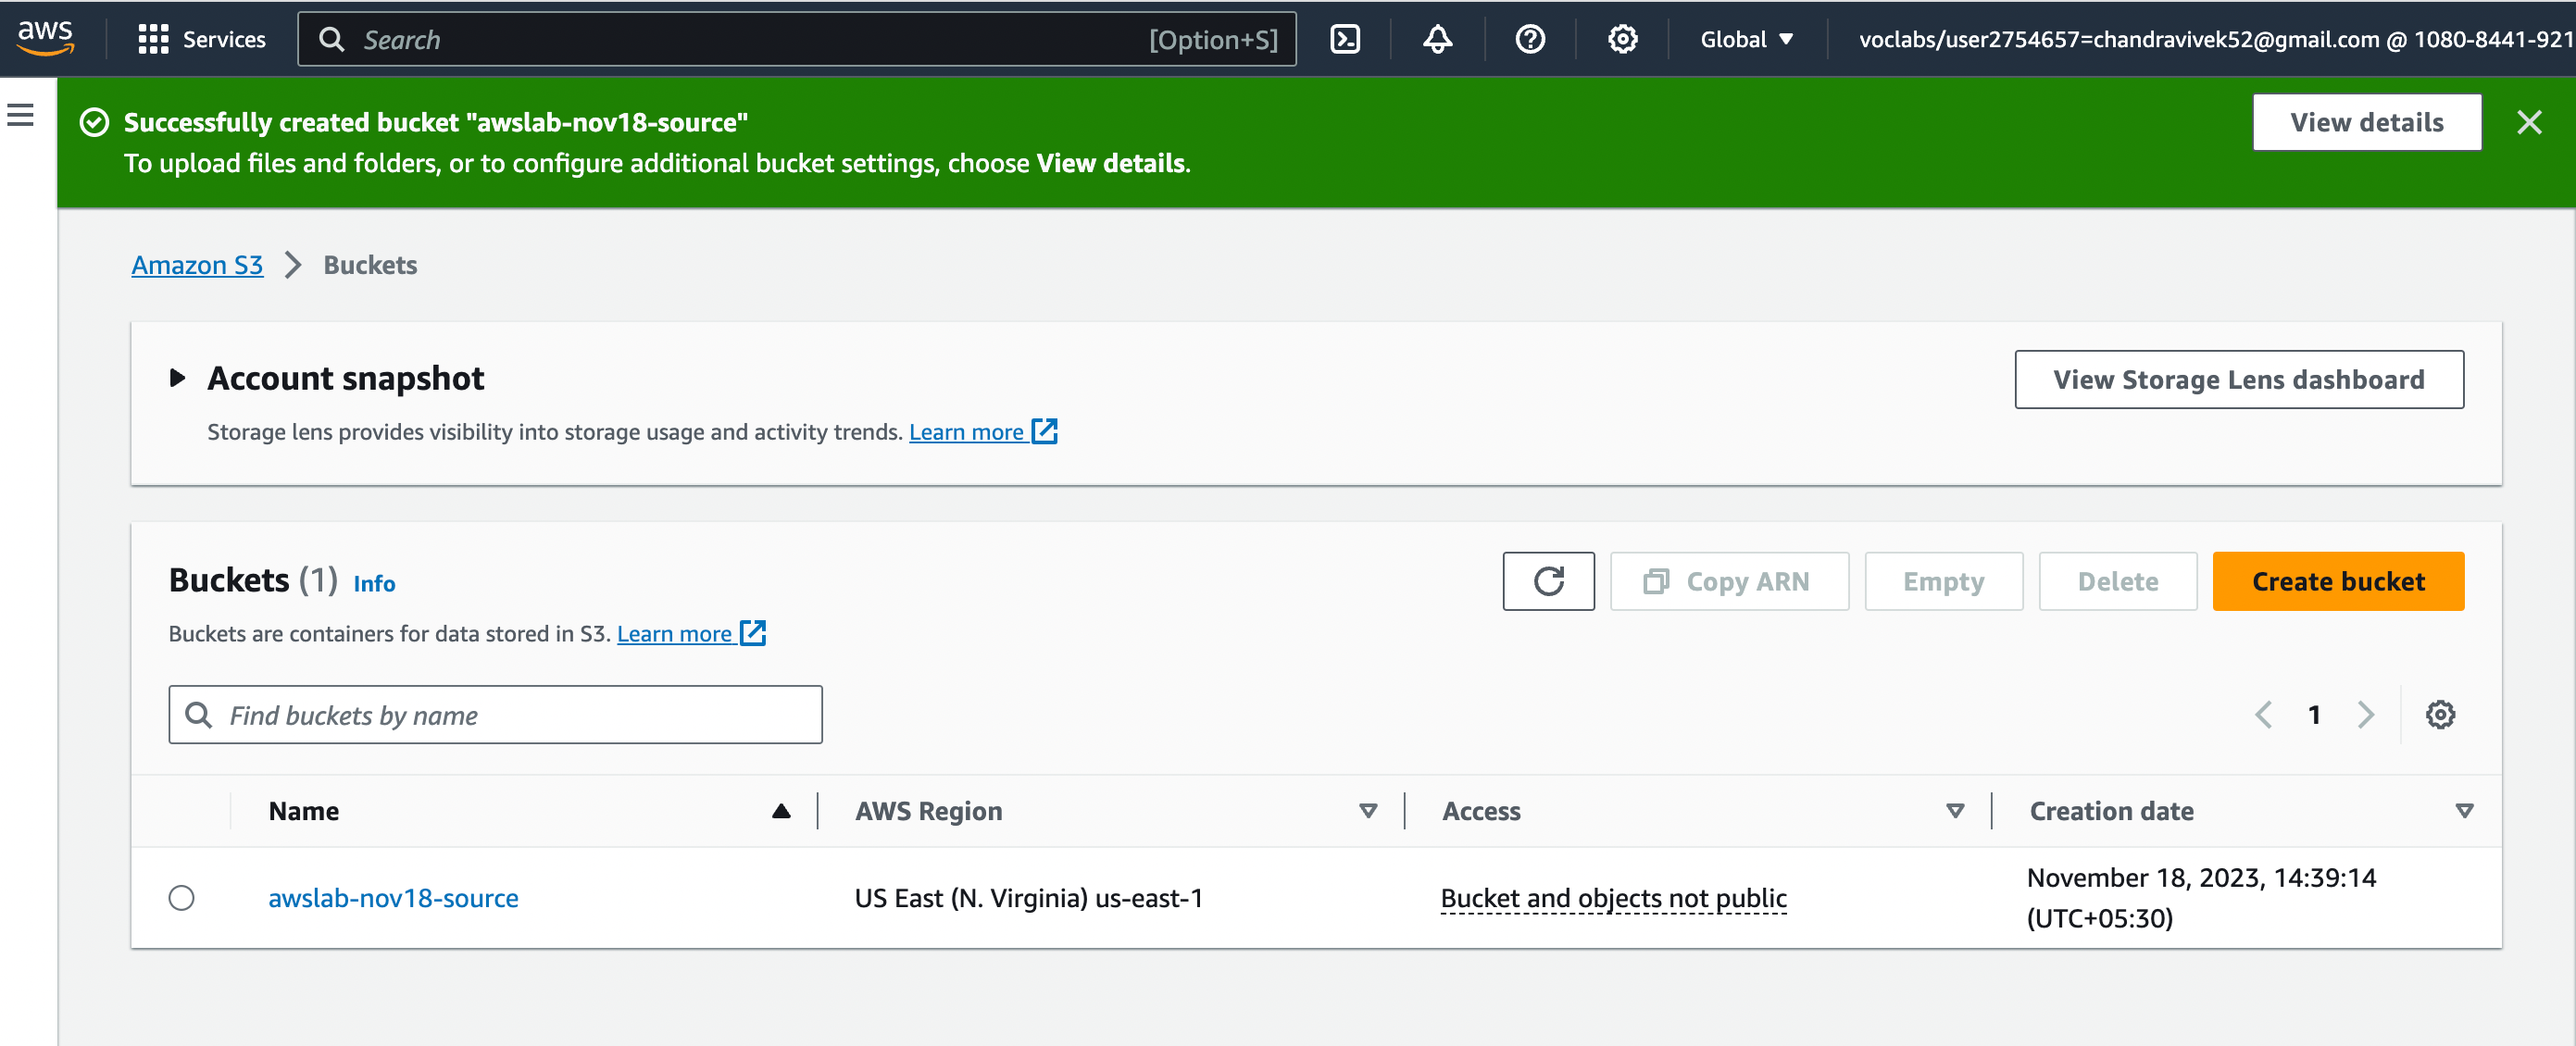 aws Services Search [Option+S] Global voclabs/user2754657=chandravivek52@gmail.com @ 1080-8441-921
Successfully created bucket "awslab-nov18-source"
To upload files and folders, or to configure additional bucket settings, choose View details.
View details
Amazon S3 Buckets
Account snapshot
View Storage Lens dashboard
Storage lens provides visibility into storage usage and activity trends. Learn more
Buckets (1) Info
Copy ARN Empty Delete Create bucket
Buckets are containers for data stored in S3. Learn more
Find buckets by name
1
Name AWS Region Access Creation date
awslab-nov18-source US East (N. Virginia) us-east-1 Bucket and objects not public November 18, 2023, 14:39:14
(UTC+05:30)